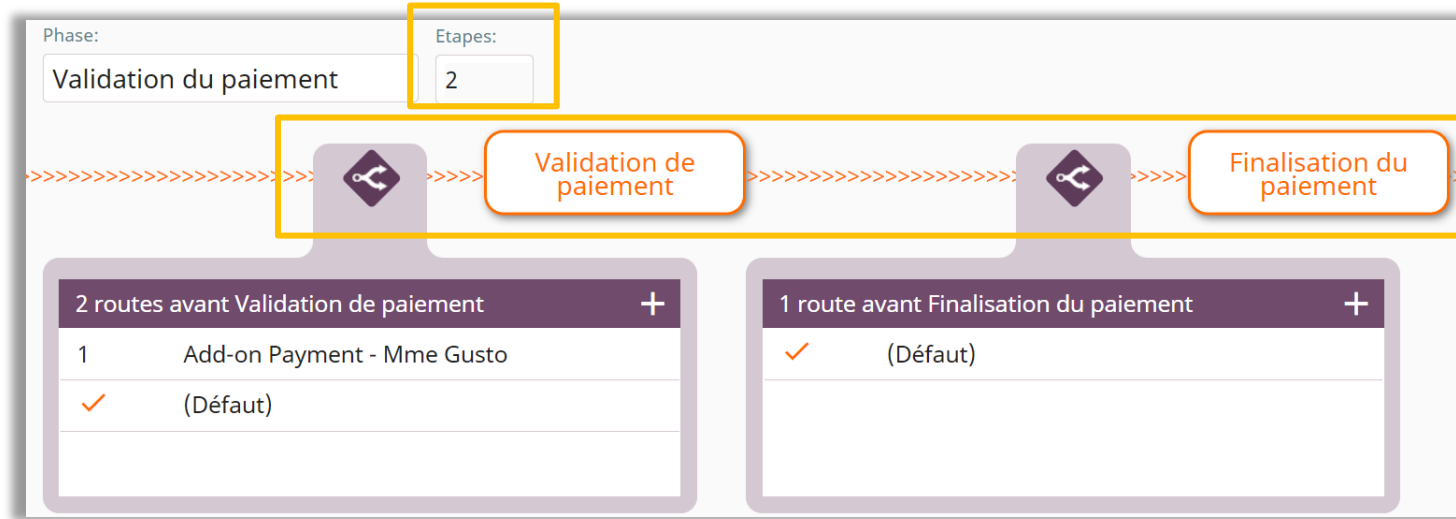 Phase:
Etapes:
Validation du paiement
2
>>>>>>>>>>>>>>>>>>>>>>>
>>>>>
Validation de
paiement
>>>>>>>>>>>>>>>>>>>>>
>>>>>
Finalisation du
paiement
2 routes avant Validation de paiement +
1 Add-on Payment - Mme Gusto
(Défaut)
1 route avant Finalisation du paiement +
(Défaut)